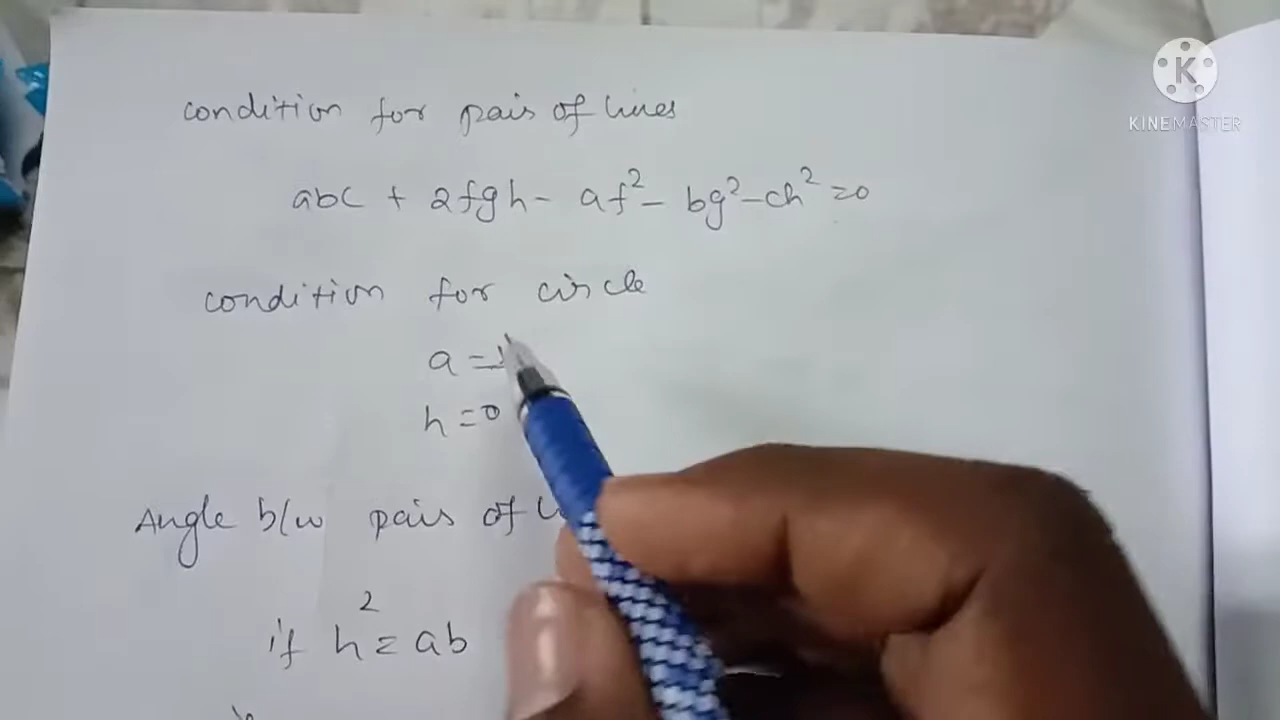 K
KINEMASTER
condition for pair of lines
abc + 2fgh - af² - bg² - ch² = 0
condition for circle
a =
h = 0
Angle b/w pair of
if h² = ab